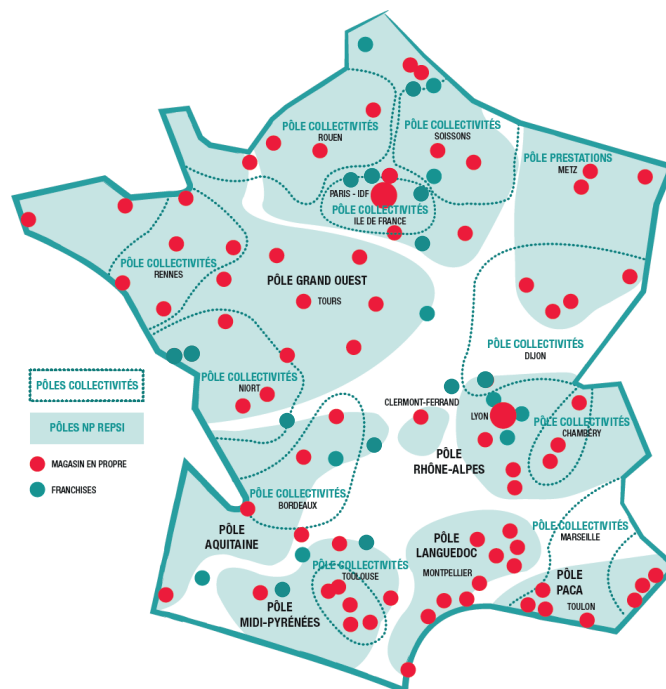 PÔLE COLLECTIVITÉS
ROUEN
PÔLE COLLECTIVITÉS
SOISSONS
PÔLE PRESTATIONS
METZ
PARIS - IDF
PÔLE COLLECTIVITÉS
ILE DE FRANCE
PÔLE COLLECTIVITÉS
RENNES
PÔLE GRAND OUEST
TOURS
PÔLE COLLECTIVITÉS
DIJON
PÔLE COLLECTIVITÉS
NIORT
PÔLES COLLECTIVITÉS
PÔLES NP REPSI
MAGASIN EN PROPRE
FRANCHISES
CLERMONT-FERRAND
LYON
PÔLE COLLECTIVITÉS
CHAMBÉRY
PÔLE
RHÔNE-ALPES
PÔLE COLLECTIVITÉS
BORDEAUX
PÔLE
AQUITAINE
PÔLE COLLECTIVITÉS
MARSEILLE
PÔLE
LANGUEDOC
MONTPELLIER
PÔLE COLLECTIVITÉS
TOULOUSE
PÔLE
MIDI-PYRÉNÉES
PÔLE
PACA
TOULON